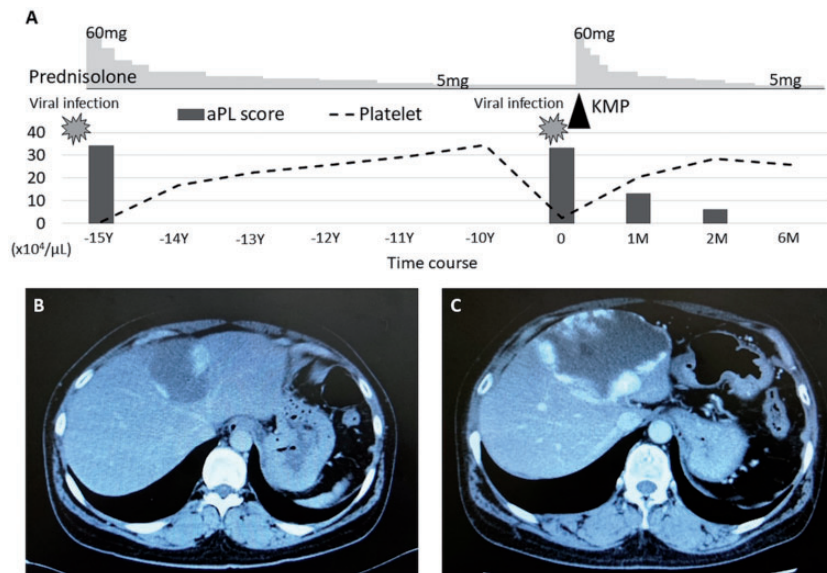 A
60mg
60mg
Prednisolone
5mg
5mg
Viral infection
aPL score
Platelet
Viral infection
KMP
40
30
20
10
0
(x10⁴/μL)
-15Y
-14Y
-13Y
-12Y
-11Y
-10Y
0
1M
2M
6M
Time course
B
C